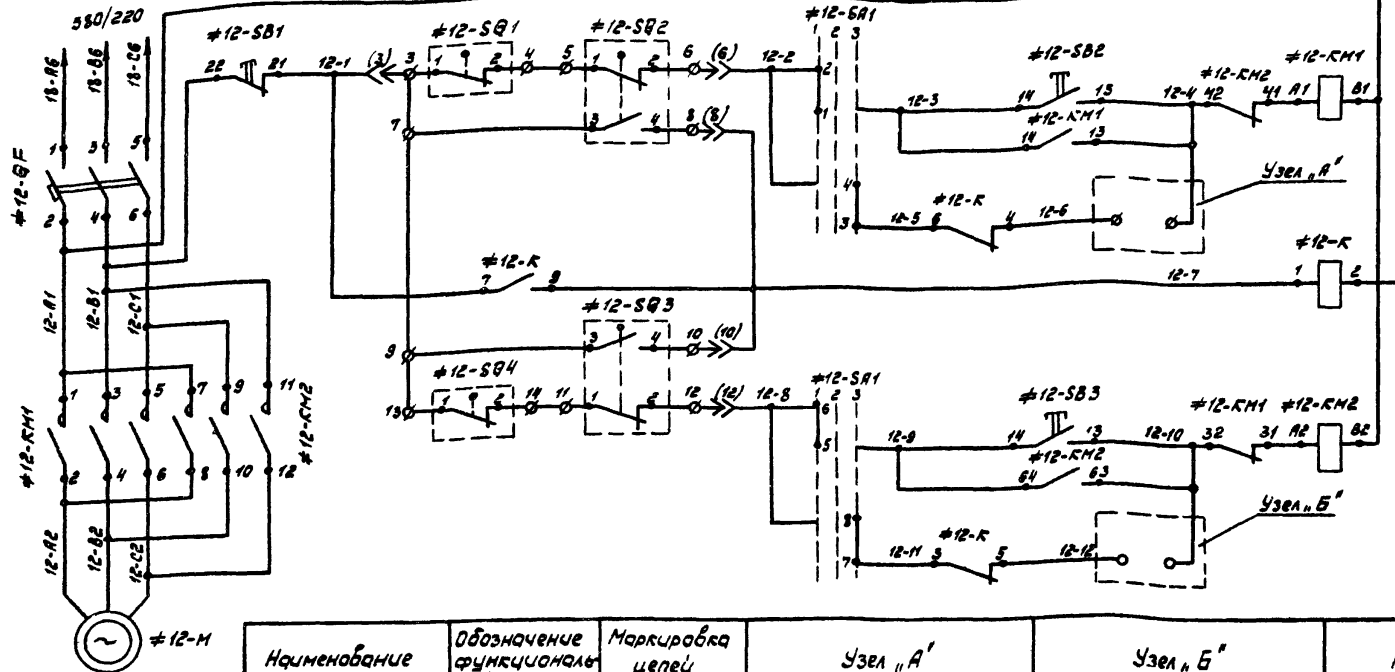 380/220
18-A6
18-B6
18-C6
1 3 5
≠12-QF
2 4 6
12-A1
12-B1
12-C1
≠12-KM1
1 3 5 7 9 11
≠12-KM2
2 4 6 8 10 12
12-A2
12-B2
12-C2
≠12-M
≠12-SB1
22 21 12-1 (3) 3
≠12-SQ1
1 2 4 5
≠12-SQ2
1 2 6 (6) 12-2
7 3 4 8 (8)
≠12-SA1
1 2 3
2
1
4
3
12-3
≠12-SB2
14 13 12-4
≠12-KM2
42 41
≠12-KM1
A1 B1
≠12-KM1
14 13
Узел „А"
12-5 6
≠12-K
4 12-6
≠12-K
7 9
12-7
≠12-K
1 2
≠12-SQ3
9 3 4 10 (10)
≠12-SQ4
13 1 2 14 11 1 2 12 (12) 12-8
≠12-SA1
1 2 3
6
5
8
7
12-9
≠12-SB3
14 13 12-10
≠12-KM1
32 31
≠12-KM2
A2 B2
≠12-KM2
64 63
Узел „Б"
12-11 3
≠12-K
5 12-12
Наименование
Обозначение
функциональ
Маркировка
цепей
Узел „А"
Узел „Б"